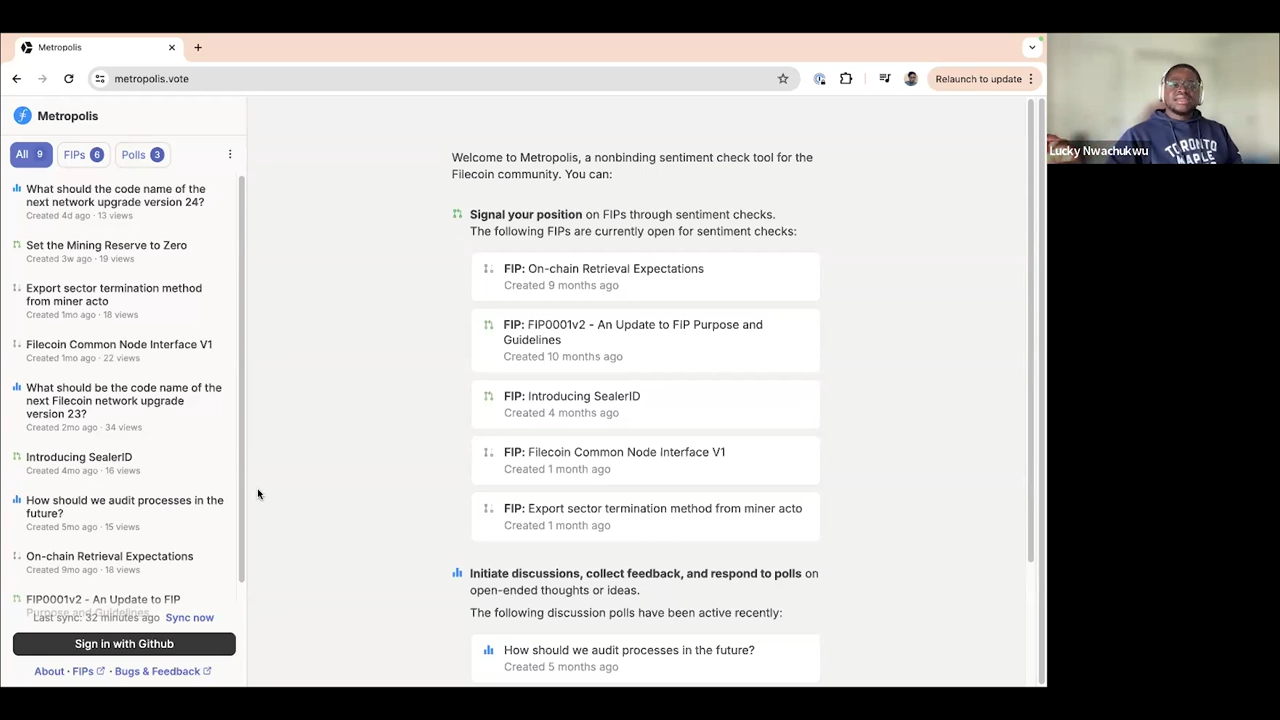 Metropolis
metropolis.vote
Relaunch to update
Metropolis
All 9
FIPs 6
Polls 3
What should the code name of the
next network upgrade version 24?
Created 4d ago · 13 views
Set the Mining Reserve to Zero
Created 3w ago · 19 views
Export sector termination method
from miner acto
Created 1mo ago · 18 views
Filecoin Common Node Interface V1
Created 1mo ago · 22 views
What should be the code name of the
next Filecoin network upgrade
version 23?
Created 2mo ago · 34 views
Introducing SealerID
Created 4mo ago · 16 views
How should we audit processes in the
future?
Created 5mo ago · 15 views
On-chain Retrieval Expectations
Created 9mo ago · 18 views
FIP0001v2 - An Update to FIP
Purpose and Guidelines
Last sync: 32 minutes ago Sync now
Sign in with Github
About · FIPs · Bugs & Feedback
Welcome to Metropolis, a nonbinding sentiment check tool for the
Filecoin community. You can:
Signal your position on FIPs through sentiment checks.
The following FIPs are currently open for sentiment checks:
FIP: On-chain Retrieval Expectations
Created 9 months ago
FIP: FIP0001v2 - An Update to FIP Purpose and
Guidelines
Created 10 months ago
FIP: Introducing SealerID
Created 4 months ago
FIP: Filecoin Common Node Interface V1
Created 1 month ago
FIP: Export sector termination method from miner acto
Created 1 month ago
Initiate discussions, collect feedback, and respond to polls on
open-ended thoughts or ideas.
The following discussion polls have been active recently:
How should we audit processes in the future?
Created 5 months ago
Lucky Nwachukwu
TORONTO
MAPLE